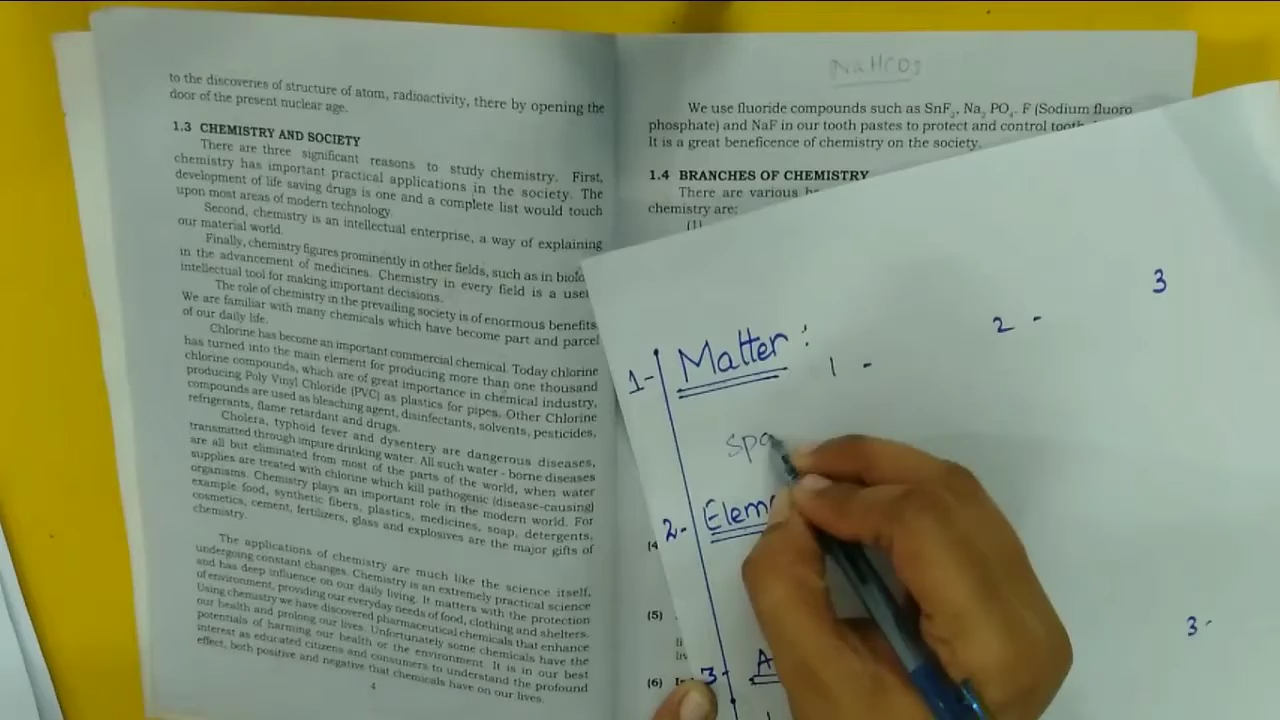 to the discoveries of structure of atom, radioactivity, there by opening the
door of the present nuclear age.
1.3 CHEMISTRY AND SOCIETY
There are three significant reasons to study chemistry. First,
chemistry has important practical applications in the society. The
development of life saving drugs is one and a complete list would touch
upon most areas of modern technology.
Second, chemistry is an intellectual enterprise, a way of explaining
our material world.
Finally, chemistry figures prominently in other fields, such as in
in the advancement of medicines. Chemistry in every field is a
intellectual tool for making important decisions.
The role of chemistry in the prevailing society is of enormous benefits.
We are familiar with many chemicals which have become part and parcel
of our daily life.
Chlorine has become an important commercial chemical. Today chlorine
has turned into the main element for producing more than one thousand
chlorine compounds, which are of great importance in chemical industry,
producing Poly Vinyl Chloride (PVC) as plastics for pipes. Other Chlorine
compounds are used as bleaching agent, disinfectants, solvents, pesticides,
refrigerants, flame retardant and drugs.
Cholera, typhoid fever and dysentery are dangerous diseases,
transmitted through impure drinking water. All such water - borne diseases
are all but eliminated from most of the parts of the world, when water
supplies are treated with chlorine which kill pathogenic (disease-causing)
organisms. Chemistry plays an important role in the modern world. For
example food, synthetic fibers, plastics, medicines, soap, detergents,
cosmetics, cement, fertilizers, glass and explosives are the major gifts of
chemistry.
The applications of chemistry are much like the science itself,
undergoing constant changes. Chemistry is an extremely practical science
and has deep influence on our daily living. It matters with the protection
of environment, providing our everyday needs of food, clothing and shelters.
Using chemistry we have discovered pharmaceutical chemicals that enhance
our health and prolong our lives. Unfortunately some chemicals have the
potentials of harming our health or the environment. It is in our best
interest as educated citizens and consumers to understand the profound
effect, both positive and negative that chemicals have on our lives.
4
NaHCO3
We use fluoride compounds such as SnF2, Na2 PO4. F (Sodium fluoro
phosphate) and NaF in our tooth pastes to protect and control tooth
It is a great beneficence of chemistry on the society.
1.4 BRANCHES OF CHEMISTRY
There are various
chemistry are:
(1)
(4
(5)
li
liv
(6)
3
2 -
1- Matter : 1 -
spa
2- Elem
3-
3- A